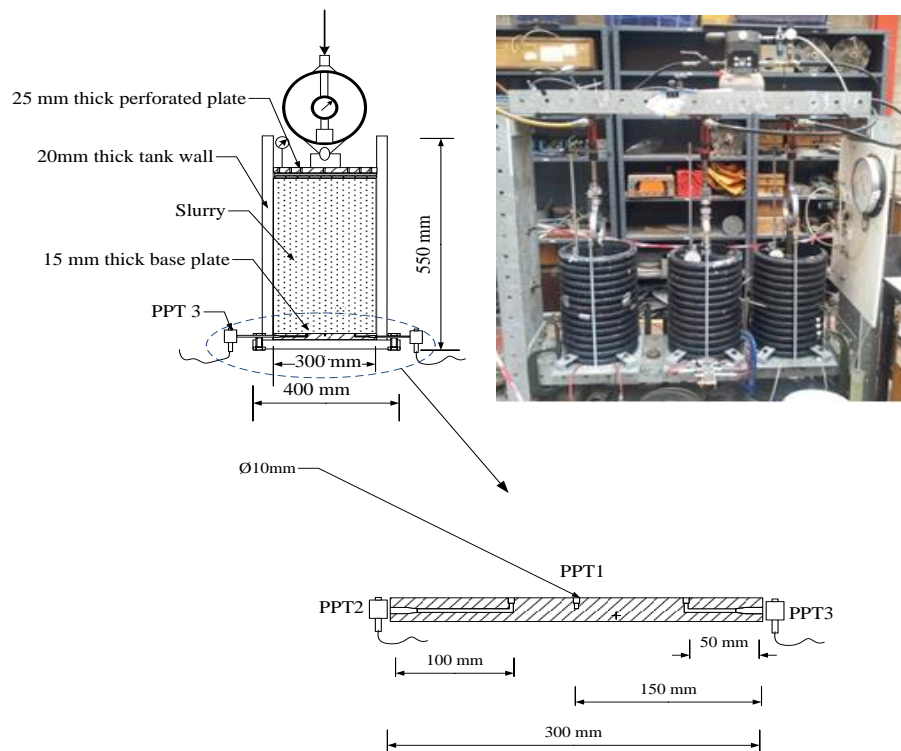 25 mm thick perforated plate
20mm thick tank wall
Slurry
15 mm thick base plate
PPT 3
550 mm
300 mm
400 mm
Ø10mm
PPT1
PPT2
PPT3
50 mm
100 mm
150 mm
300 mm